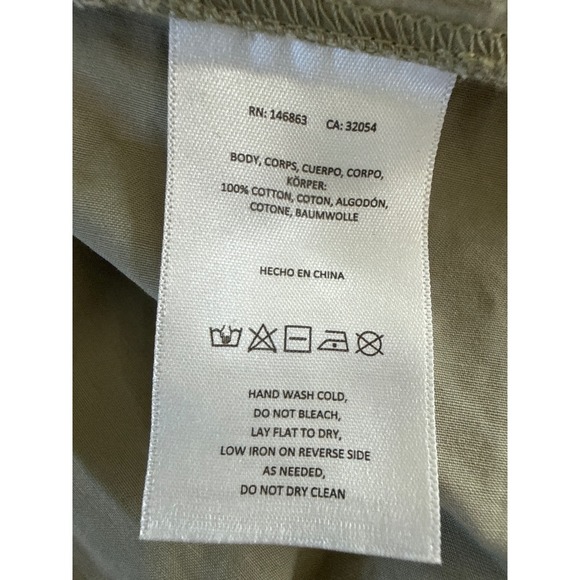 RN: 146863 CA: 32054
BODY, CORPS, CUERPO, CORPO,
KÖRPER:
100% COTTON, COTON, ALGODÓN,
COTONE, BAUMWOLLE
HECHO EN CHINA
HAND WASH COLD,
DO NOT BLEACH,
LAY FLAT TO DRY,
LOW IRON ON REVERSE SIDE
AS NEEDED,
DO NOT DRY CLEAN